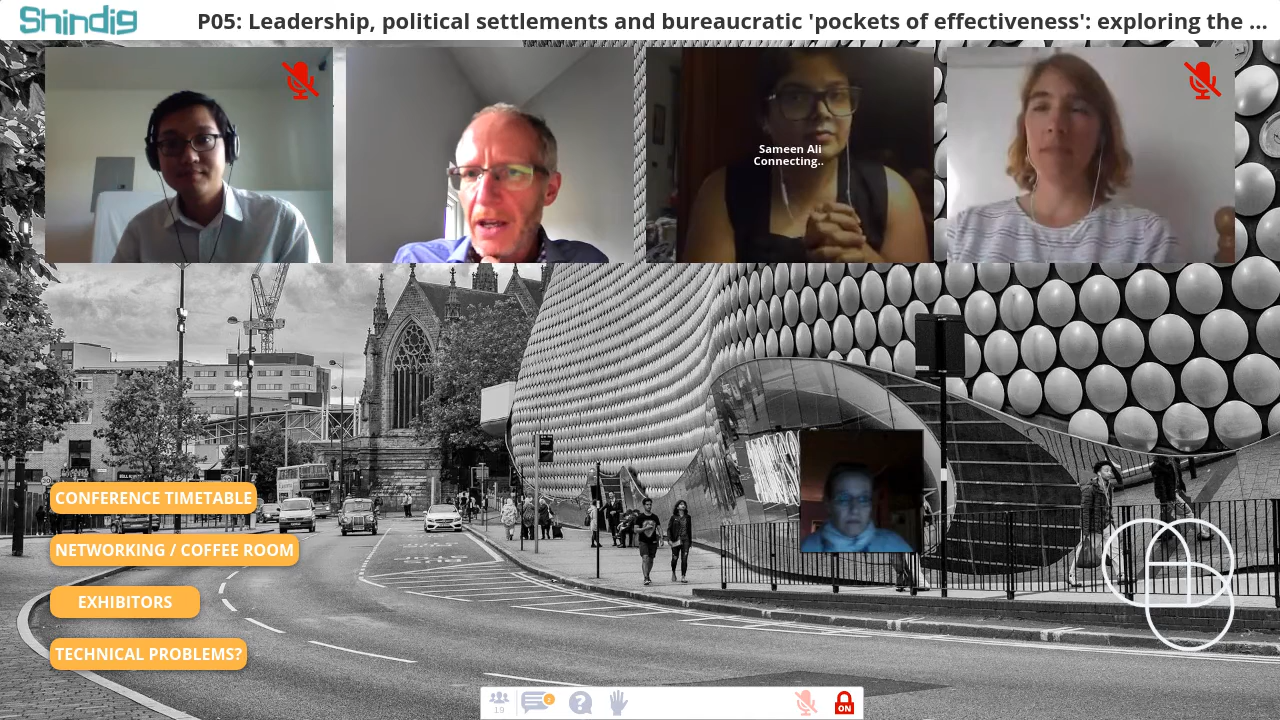 Shindig
P05: Leadership, political settlements and bureaucratic 'pockets of effectiveness': exploring the ...
Sameen Ali
Connecting..
CONFERENCE TIMETABLE
NETWORKING / COFFEE ROOM
EXHIBITORS
TECHNICAL PROBLEMS?
19
ON